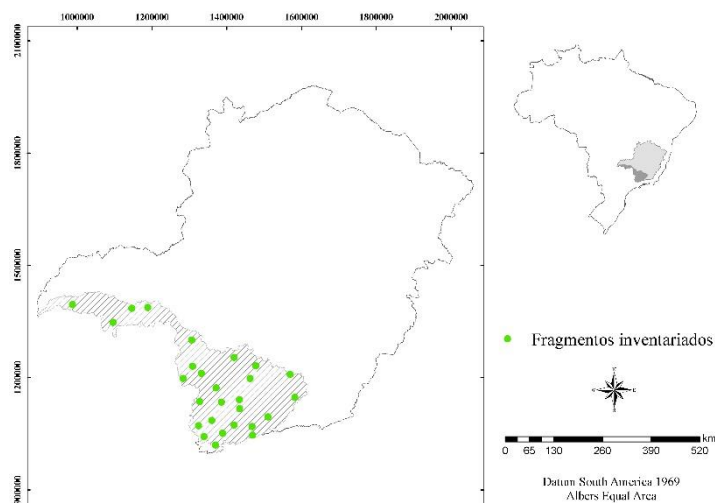 1000000 1200000 1400000 1600000 2000000
2100000
1800000
1500000
1200000
900000
Fragmentos inventariados
km
0 65 130 260 390 520
Datum South America 1969
Albers Equal Area